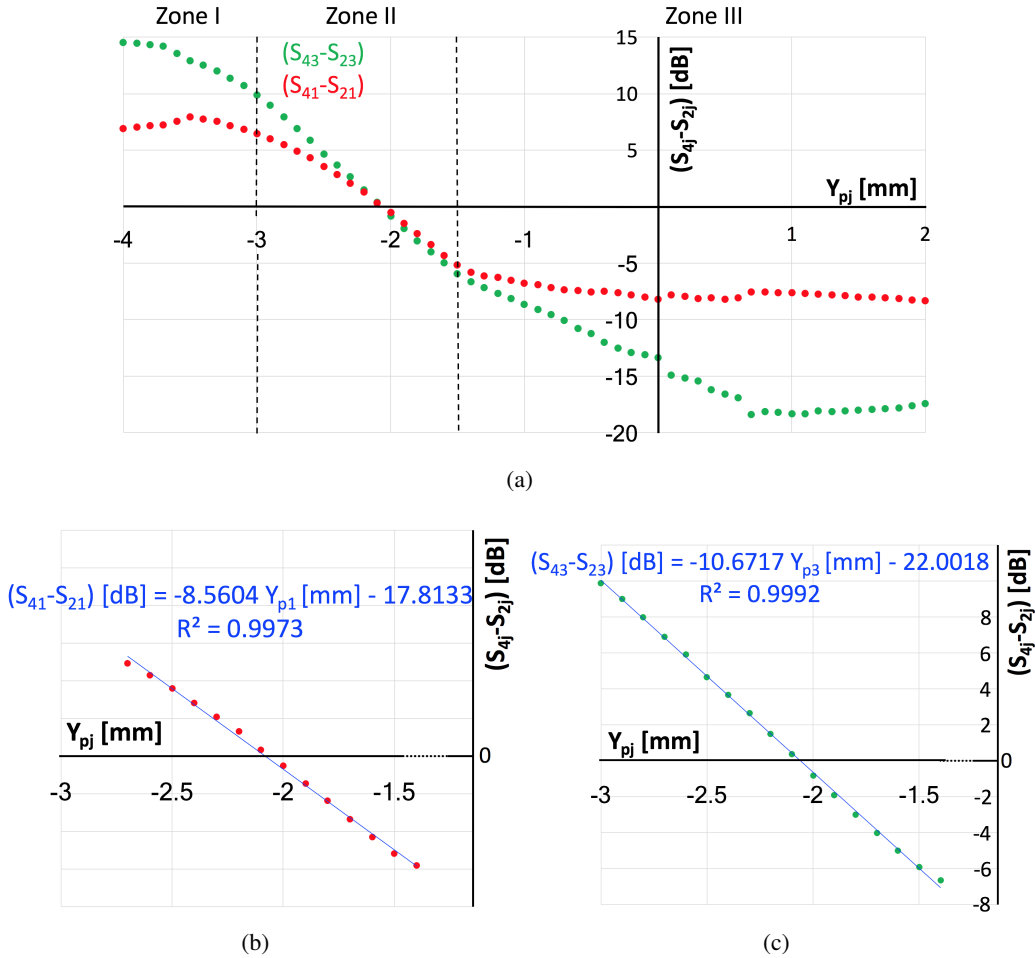 Zone I Zone II Zone III
(S₄₃-S₂₃)
(S₄₁-S₂₁)
15
10
5
(S₄ⱼ-S₂ⱼ) [dB]
Yₚⱼ [mm]
-4 -3 -2 -1 1 2
-5
-10
-15
-20
(a)
(S₄₁-S₂₁) [dB] = -8.5604 Yₚ₁ [mm] - 17.8133
R² = 0.9973
(S₄ⱼ-S₂ⱼ) [dB]
Yₚⱼ [mm]
0
-3 -2.5 -2 -1.5
(b)
(S₄₃-S₂₃) [dB] = -10.6717 Yₚ₃ [mm] - 22.0018
R² = 0.9992
(S₄ⱼ-S₂ⱼ) [dB]
8
6
4
2
Yₚⱼ [mm]
0
-3 -2.5 -2 -1.5
-2
-4
-6
-8
(c)